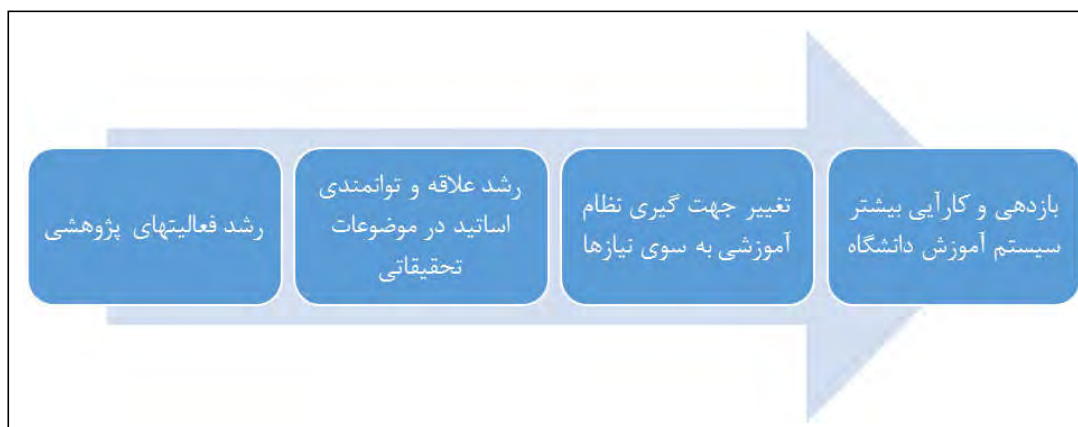 رشد فعالیتهای پژوهشی
رشد علاقه و توانمندی
اساتید در موضوعات
تحقیقاتی
تغییر جهت گیری نظام
آموزشی به سوی نیازها
بازدهی و کارآیی بیشتر
سیستم آموزش دانشگاه